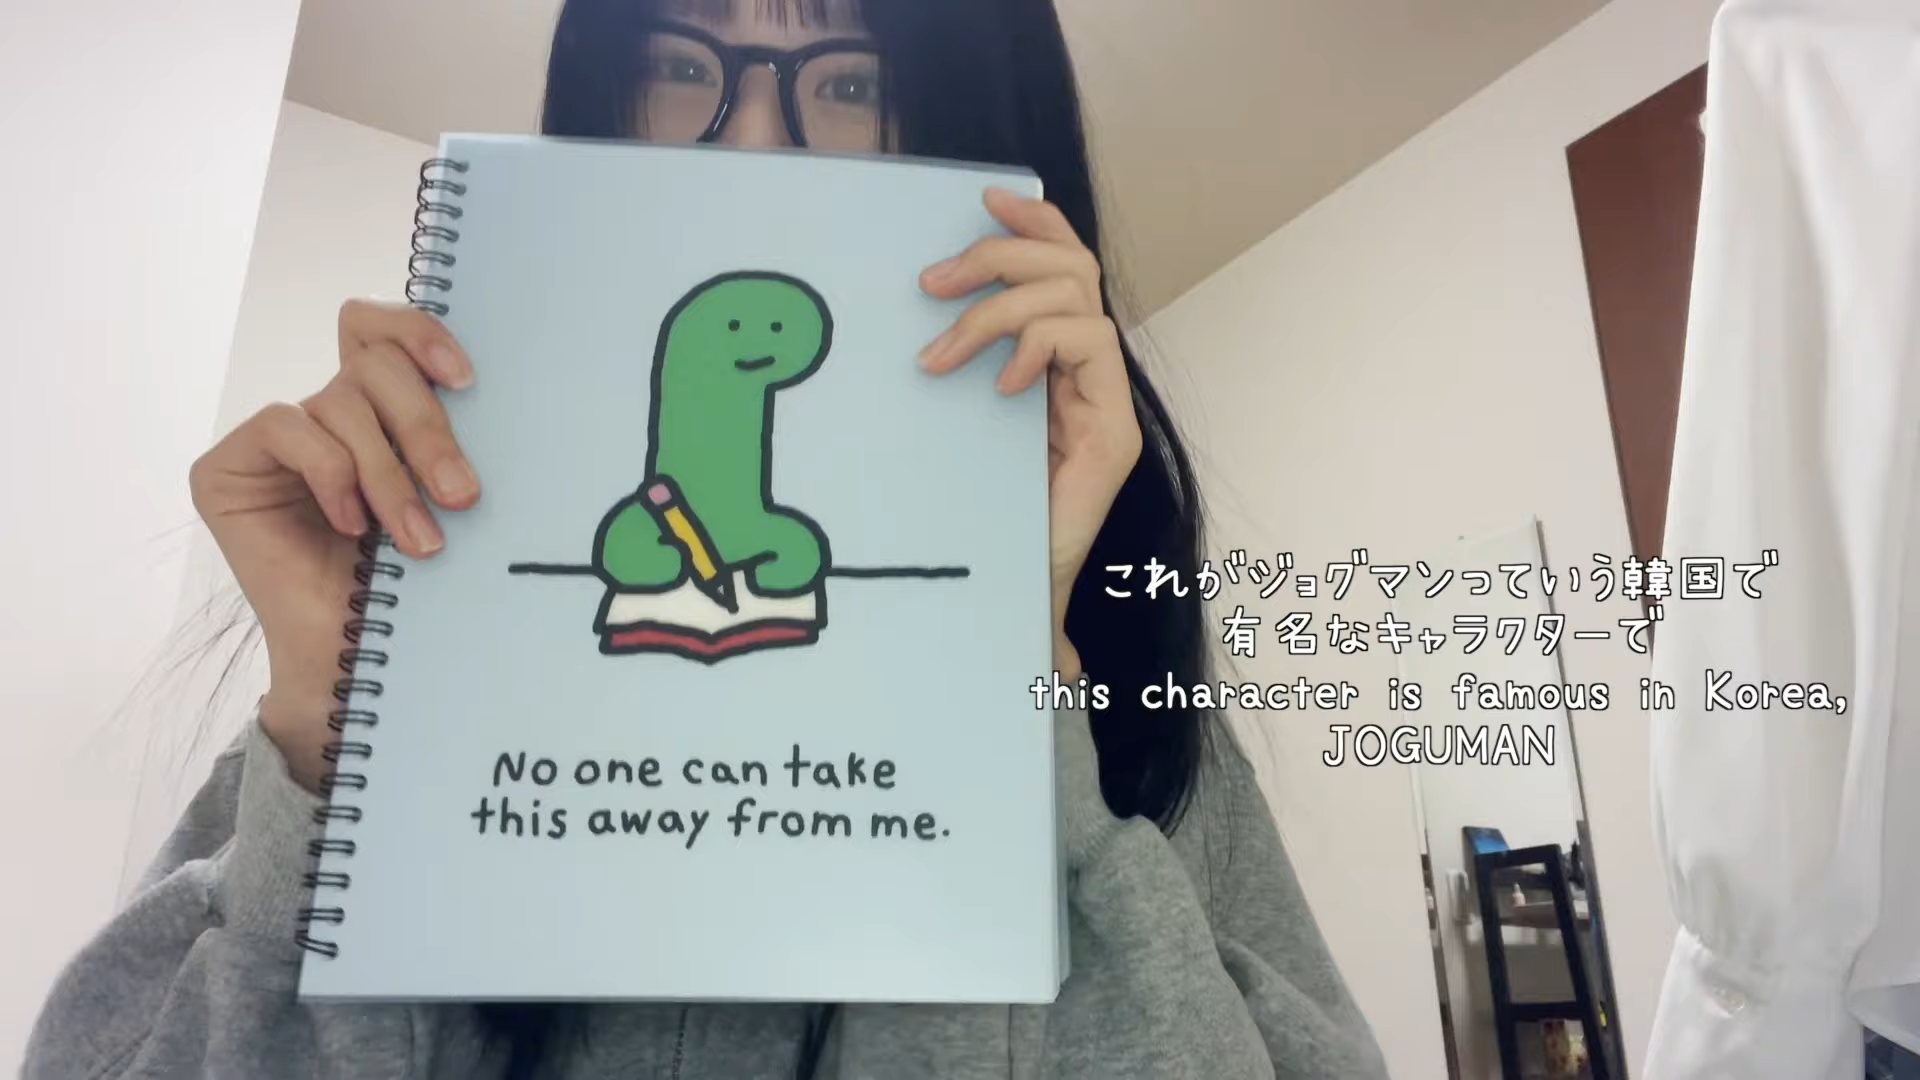 No one can take
this away from me.
これがジョグマンっていう韓国で
有名なキャラクターで
this character is famous in Korea,
JOGUMAN